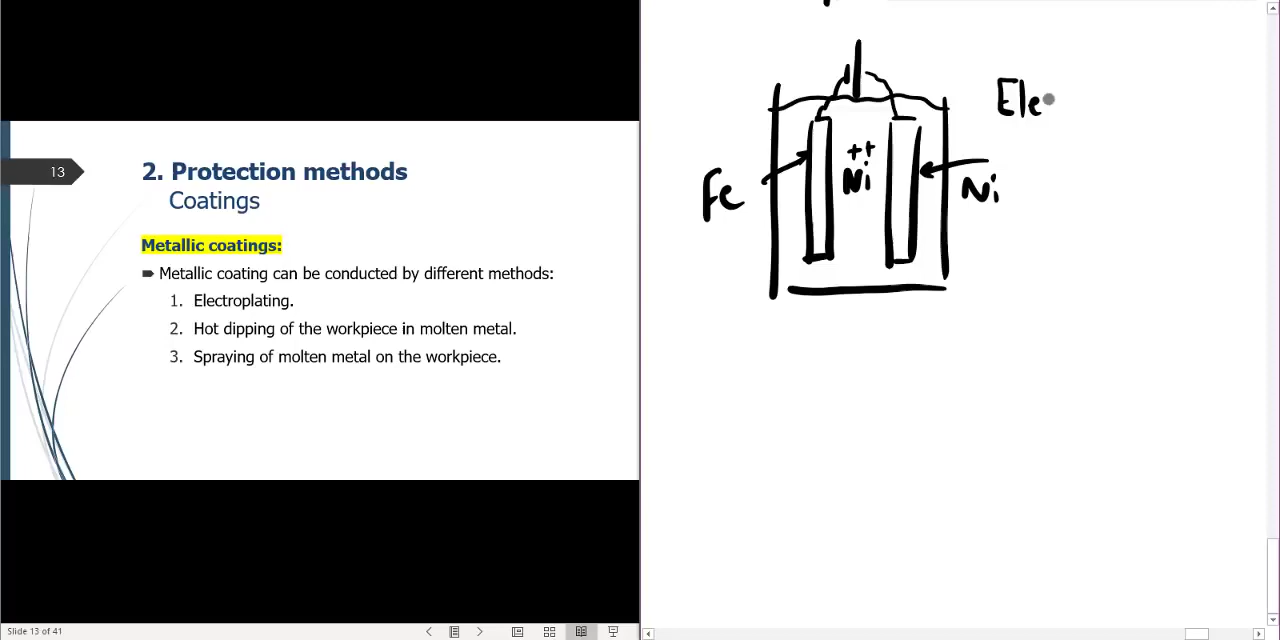 13
2. Protection methods
Coatings
Metallic coatings:
Metallic coating can be conducted by different methods:
1. Electroplating.
2. Hot dipping of the workpiece in molten metal.
3. Spraying of molten metal on the workpiece.
Slide 13 of 41
Ele
++
Ni
Fe
Ni